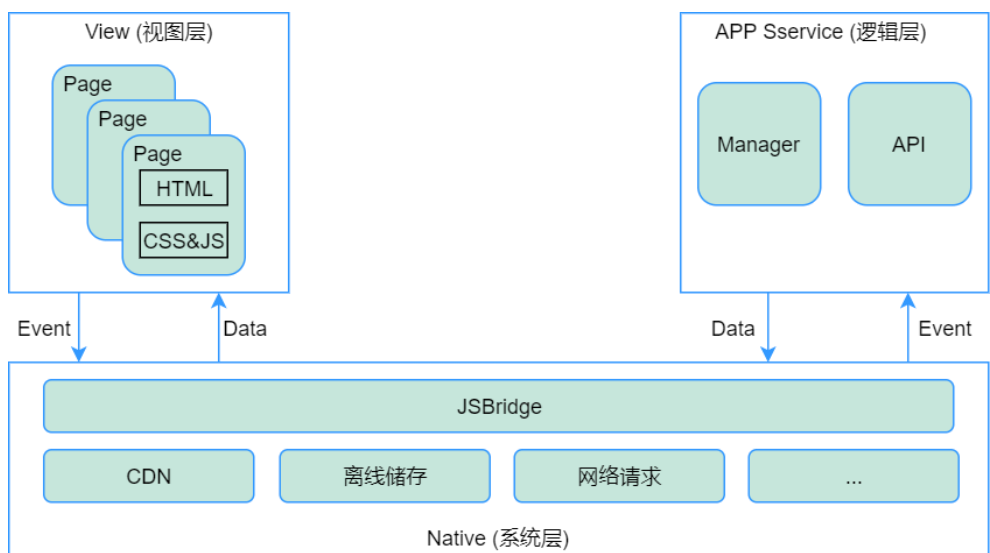 View (视图层)
Page
Page
Page
HTML
CSS&JS
APP Sservice (逻辑层)
Manager
API
Event
Data
Data
Event
JSBridge
CDN
离线储存
网络请求
...
Native (系统层)